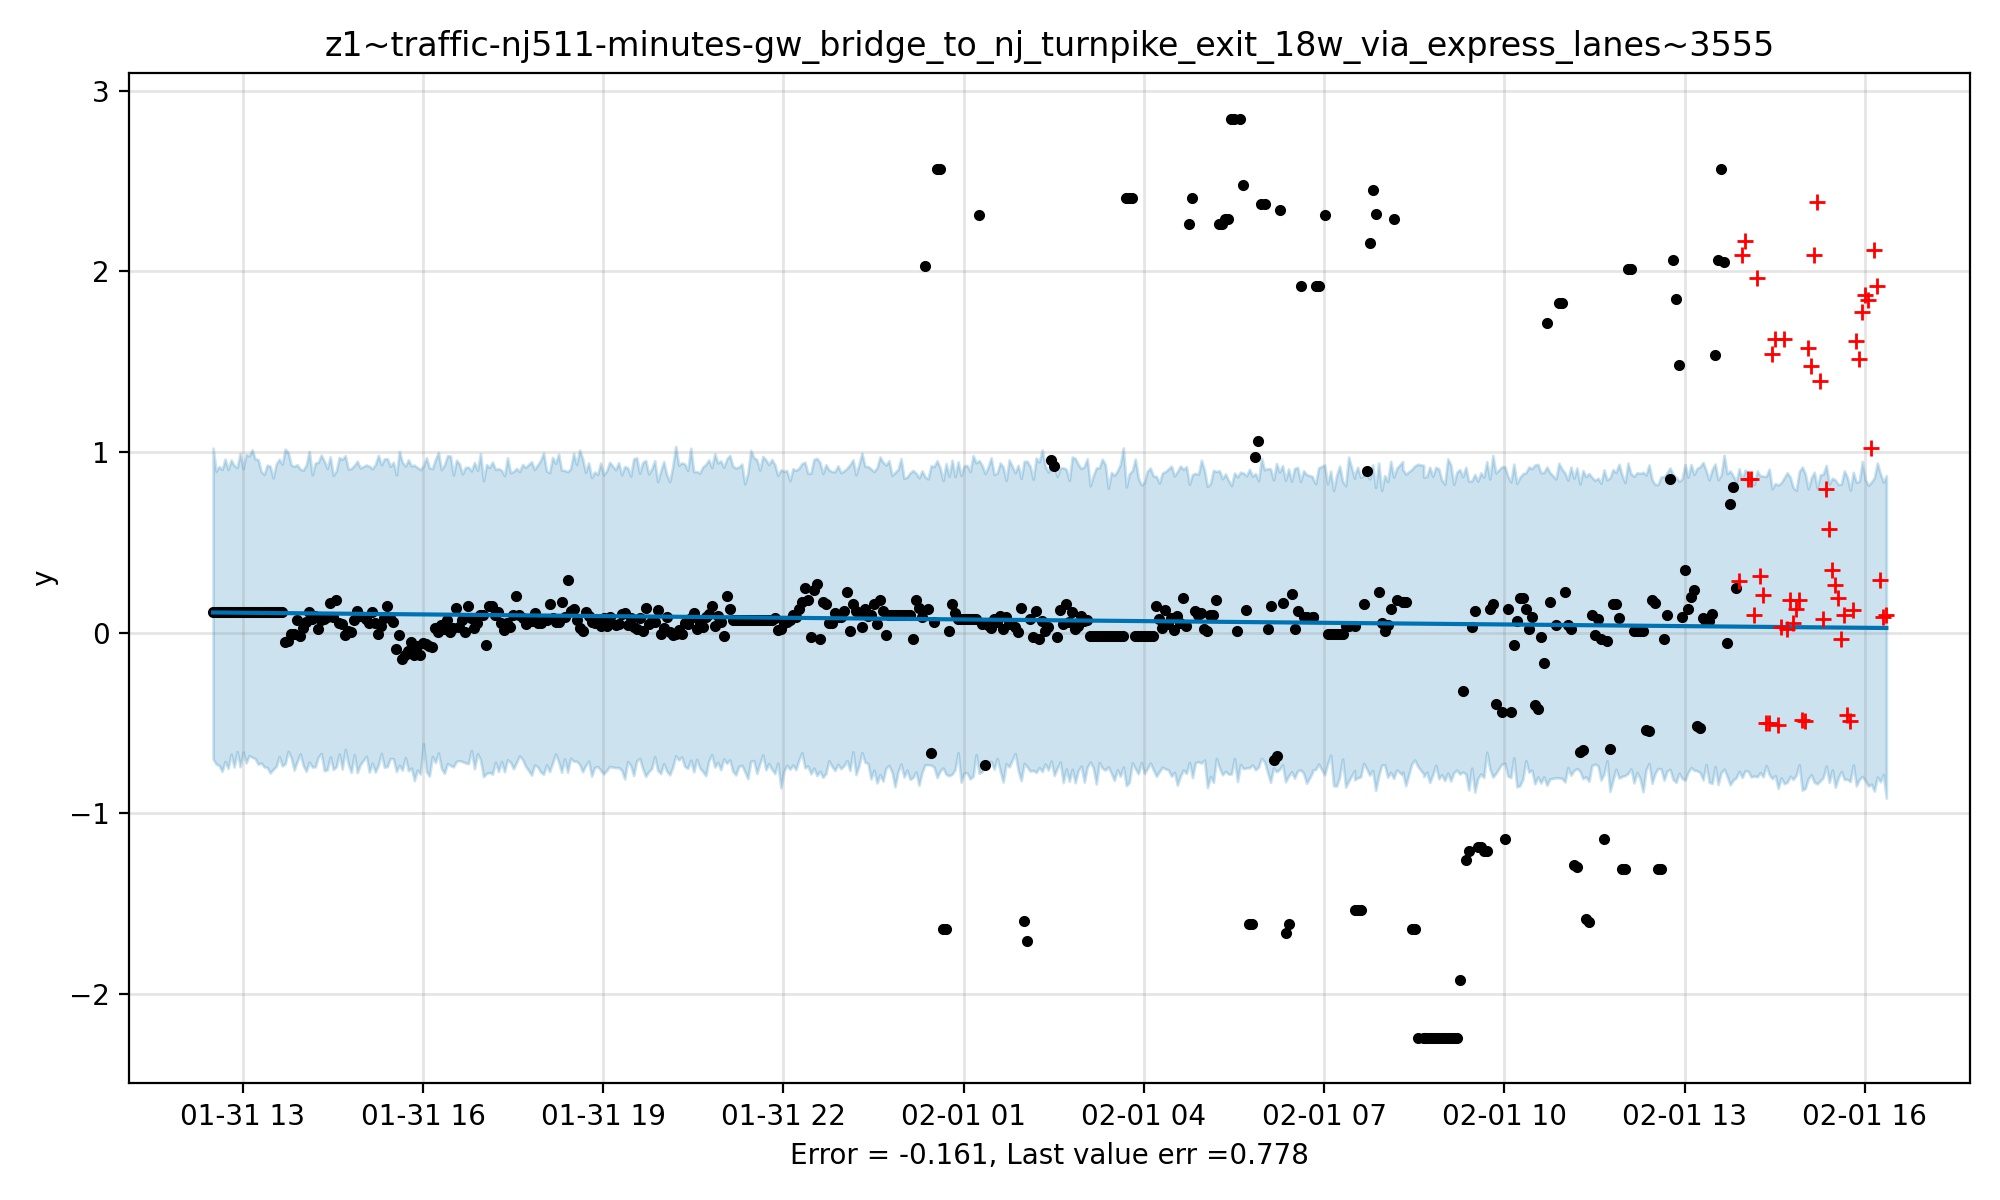 z1~traffic-nj511-minutes-gw_bridge_to_nj_turnpike_exit_18w_via_express_lanes~3555
3
2
1
0
−1
−2
y
01-31 13 01-31 16 01-31 19 01-31 22 02-01 01 02-01 04 02-01 07 02-01 10 02-01 13 02-01 16
Error = -0.161, Last value err =0.778